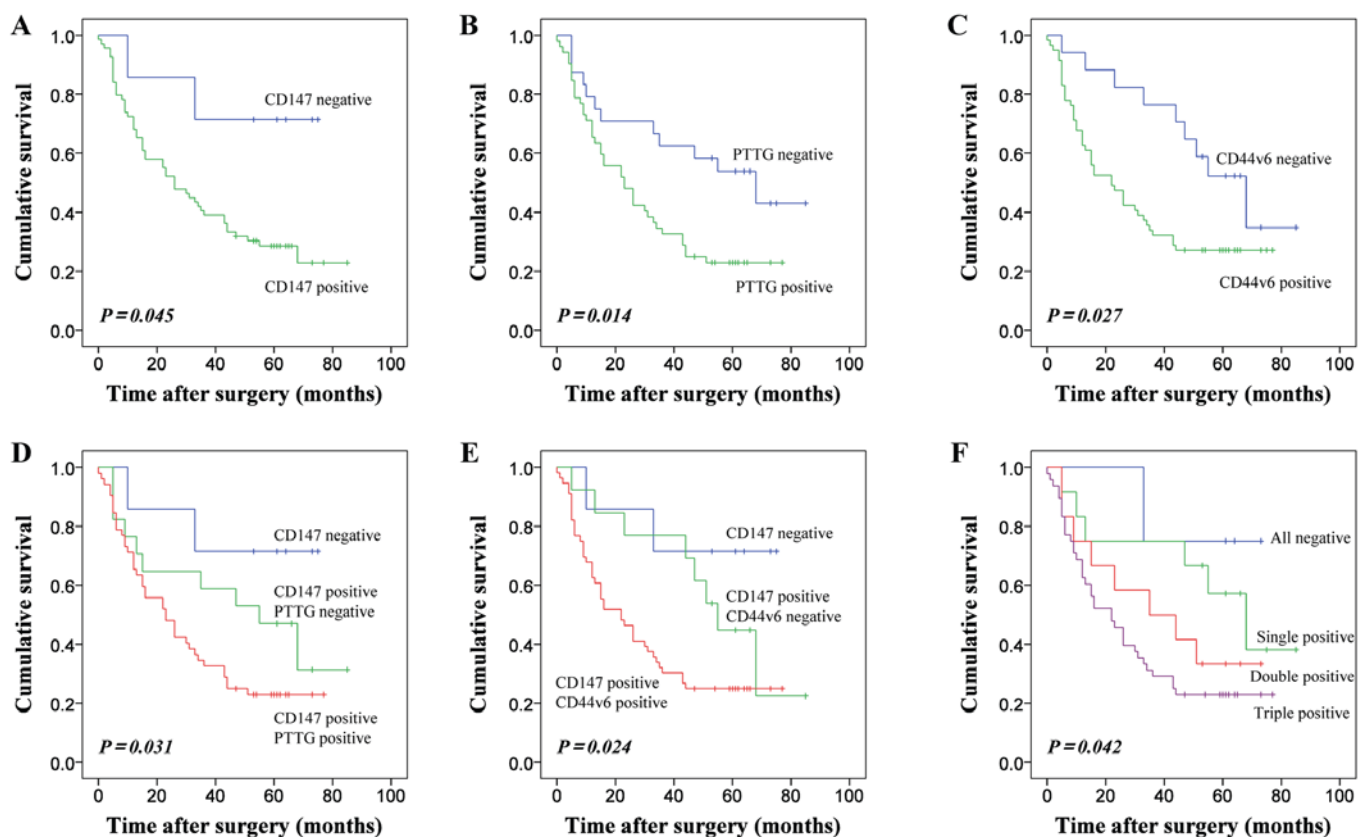 A
Cumulative survival
1.0
0.8
0.6
0.4
0.2
0.0
CD147 negative
CD147 positive
P=0.045
0 20 40 60 80 100
Time after surgery (months)
B
Cumulative survival
1.0
0.8
0.6
0.4
0.2
0.0
PTTG negative
PTTG positive
P=0.014
0 20 40 60 80 100
Time after surgery (months)
C
Cumulative survival
1.0
0.8
0.6
0.4
0.2
0.0
CD44v6 negative
CD44v6 positive
P=0.027
0 20 40 60 80 100
Time after surgery (months)
D
Cumulative survival
1.0
0.8
0.6
0.4
0.2
0.0
CD147 negative
CD147 positive
PTTG negative
CD147 positive
PTTG positive
P=0.031
0 20 40 60 80 100
Time after surgery (months)
E
Cumulative survival
1.0
0.8
0.6
0.4
0.2
0.0
CD147 negative
CD147 positive
CD44v6 negative
CD147 positive
CD44v6 positive
P=0.024
0 20 40 60 80 100
Time after surgery (months)
F
Cumulative survival
1.0
0.8
0.6
0.4
0.2
0.0
All negative
Single positive
Double positive
Triple positive
P=0.042
0 20 40 60 80 100
Time after surgery (months)